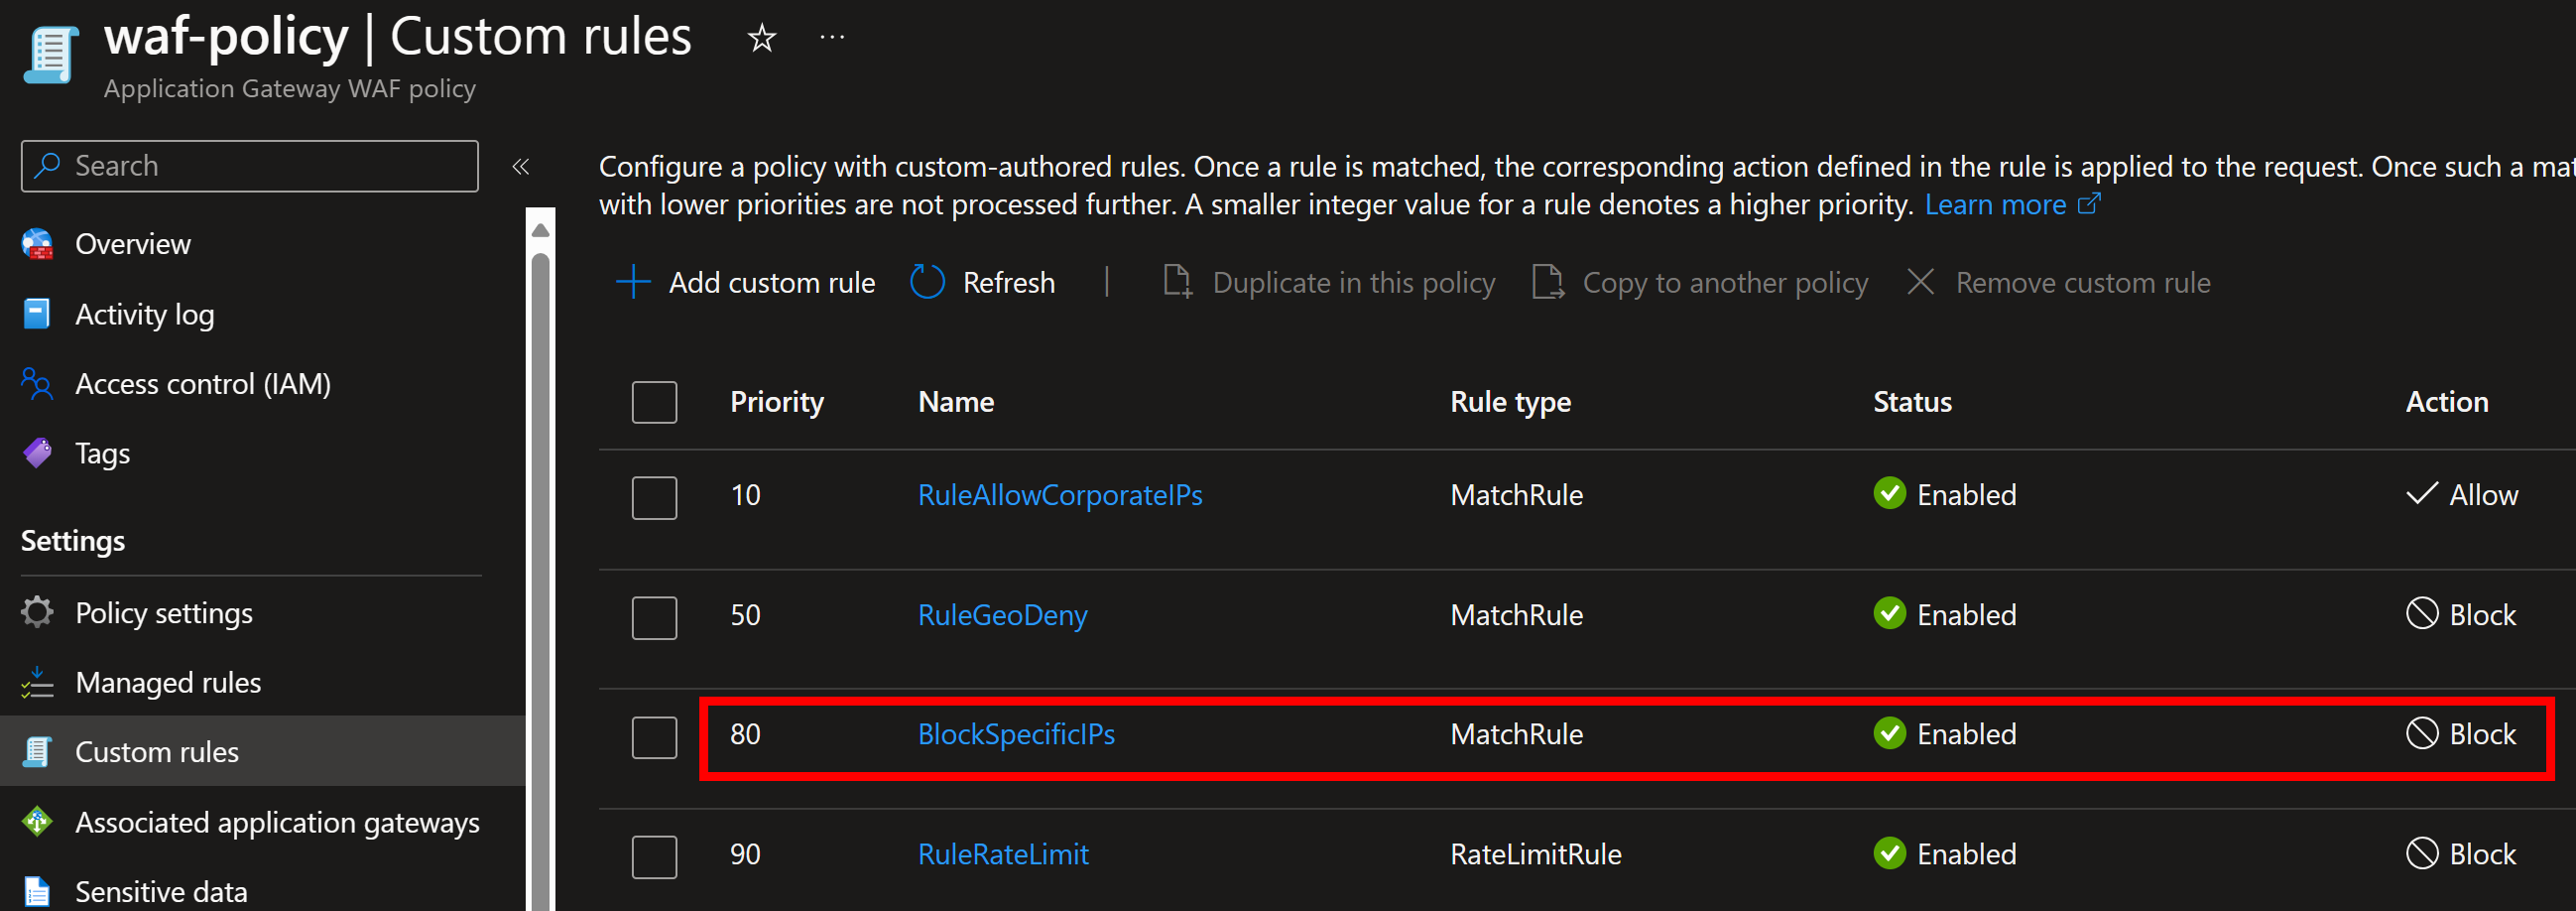 waf-policy | Custom rules
Application Gateway WAF policy
Search
Overview
Activity log
Access control (IAM)
Tags
Settings
Policy settings
Managed rules
Custom rules
Associated application gateways
Sensitive data
Configure a policy with custom-authored rules. Once a rule is matched, the corresponding action defined in the rule is applied to the request. Once such a
with lower priorities are not processed further. A smaller integer value for a rule denotes a higher priority. Learn more
Add custom rule Refresh | Duplicate in this policy Copy to another policy Remove custom rule
Priority Name Rule type Status Action
10 RuleAllowCorporateIPs MatchRule Enabled Allow
50 RuleGeoDeny MatchRule Enabled Block
80 BlockSpecificIPs MatchRule Enabled Block
90 RuleRateLimit RateLimitRule Enabled Block